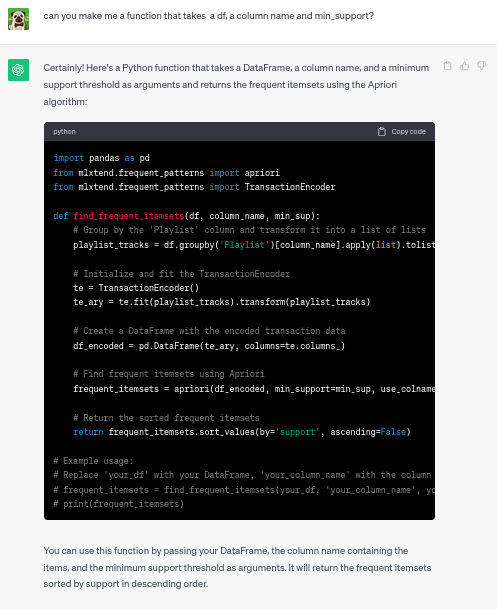 can you make me a function that takes a df, a column name and min_support?
Certainly! Here's a Python function that takes a DataFrame, a column name, and a minimum
support threshold as arguments and returns the frequent itemsets using the Apriori
algorithm:
python Copy code
import pandas as pd
from mlxtend.frequent_patterns import apriori
from mlxtend.frequent_patterns import TransactionEncoder
def find_frequent_itemsets(df, column_name, min_sup):
# Group by the 'Playlist' column and transform it into a list of lists
playlist_tracks = df.groupby('Playlist')[column_name].apply(list).tolist
# Initialize and fit the TransactionEncoder
te = TransactionEncoder()
te_ary = te.fit(playlist_tracks).transform(playlist_tracks)
# Create a DataFrame with the encoded transaction data
df_encoded = pd.DataFrame(te_ary, columns=te.columns_)
# Find frequent itemsets using Apriori
frequent_itemsets = apriori(df_encoded, min_support=min_sup, use_colname
# Return the sorted frequent itemsets
return frequent_itemsets.sort_values(by='support', ascending=False)
# Example usage:
# Replace 'your_df' with your DataFrame, 'your_column_name' with the column
# frequent_itemsets = find_frequent_itemsets(your_df, 'your_column_name', yo
# print(frequent_itemsets)
You can use this function by passing your DataFrame, the column name containing the
items, and the minimum support threshold as arguments. It will return the frequent itemsets
sorted by support in descending order.